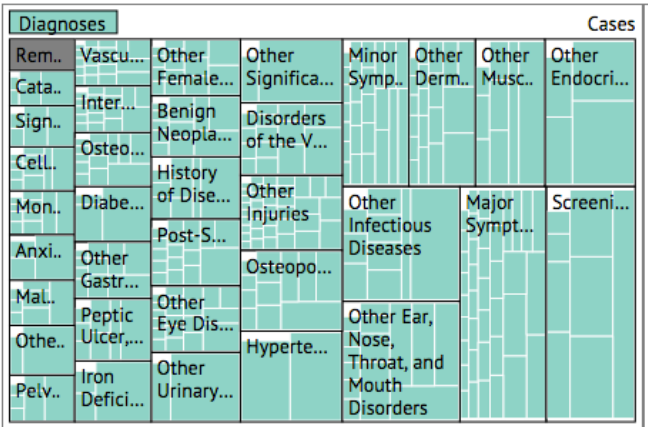 Diagnoses
Cases
Rem..
Cata..
Sign..
Cell..
Mon..
Anxi..
Mal..
Othe..
Pelv..
Vascu...
Inter...
Osteo...
Diabe...
Other
Gastr...
Peptic
Ulcer,...
Iron
Defici...
Other
Female...
Benign
Neopla...
History
of Dise...
Post-S...
Other
Eye Dis...
Other
Urinary...
Other
Significa...
Disorders
of the V...
Other
Injuries
Osteopo...
Hyperte...
Minor
Symp..
Other
Derm..
Other
Musc..
Other
Endocri...
Other
Infectious
Diseases
Other Ear,
Nose,
Throat, and
Mouth
Disorders
Major
Sympt...
Screeni...